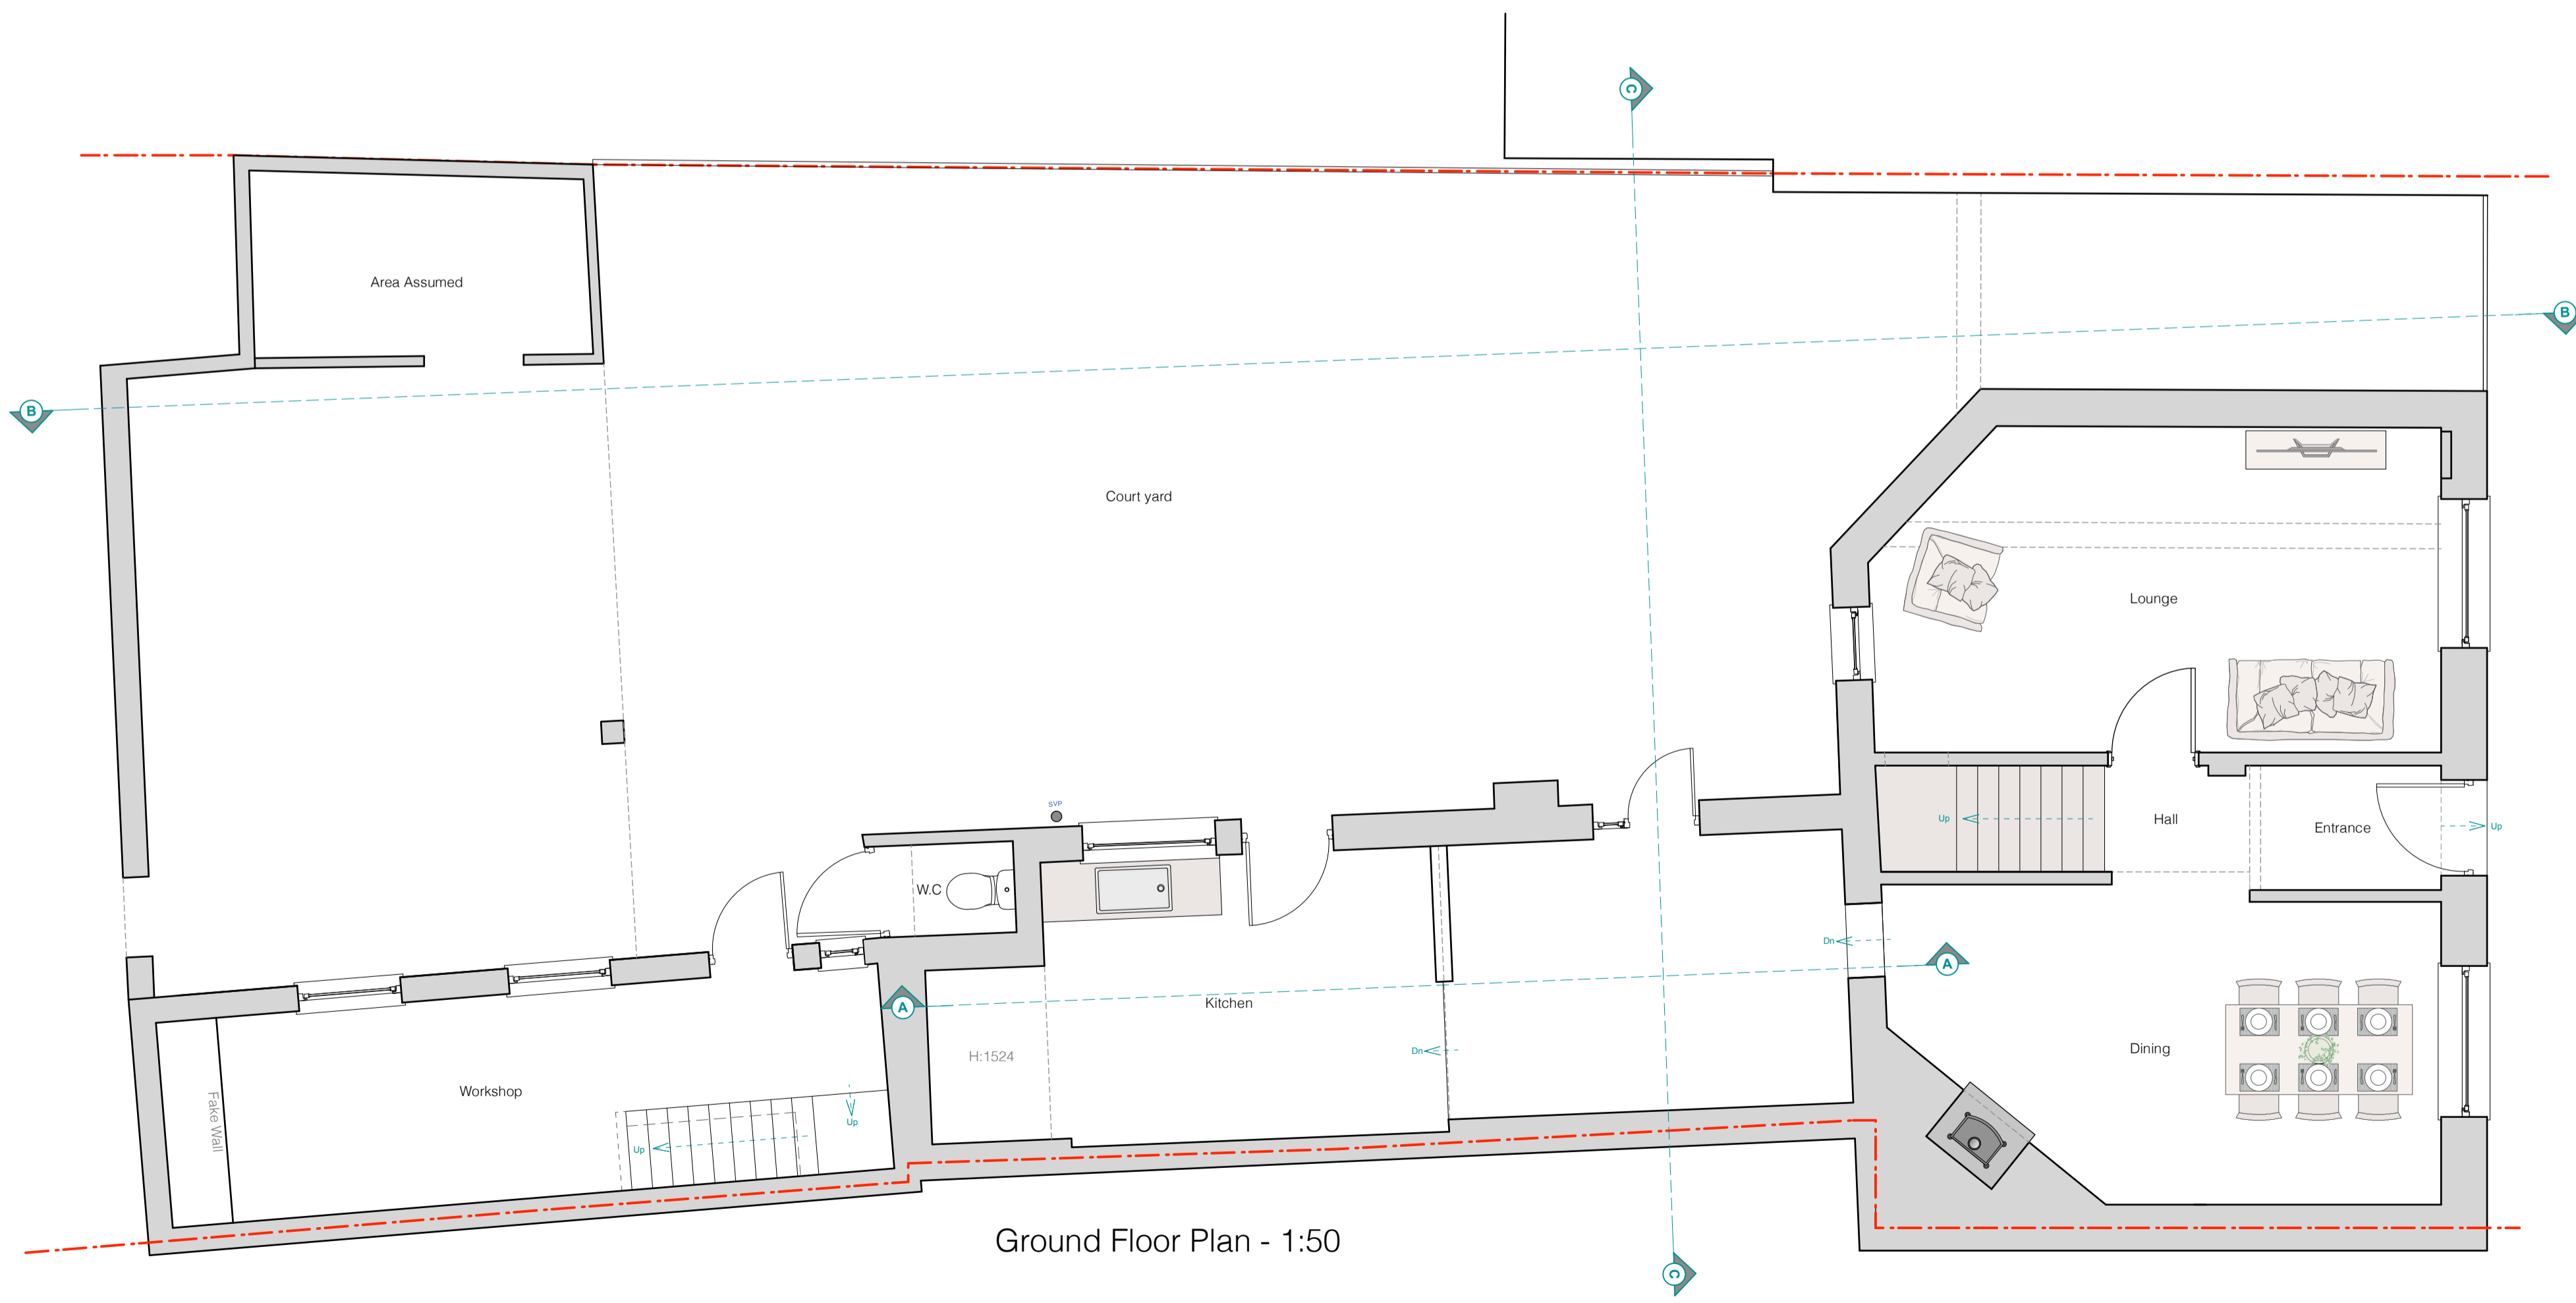 C
Area Assumed
B
B
Court yard
Lounge
SVP
Up
Hall
Entrance
Up
W.C
Dn
A
A
Kitchen
H:1524
Dn
Dining
Workshop
Fake Wall
Up
Up
Ground Floor Plan - 1:50
C